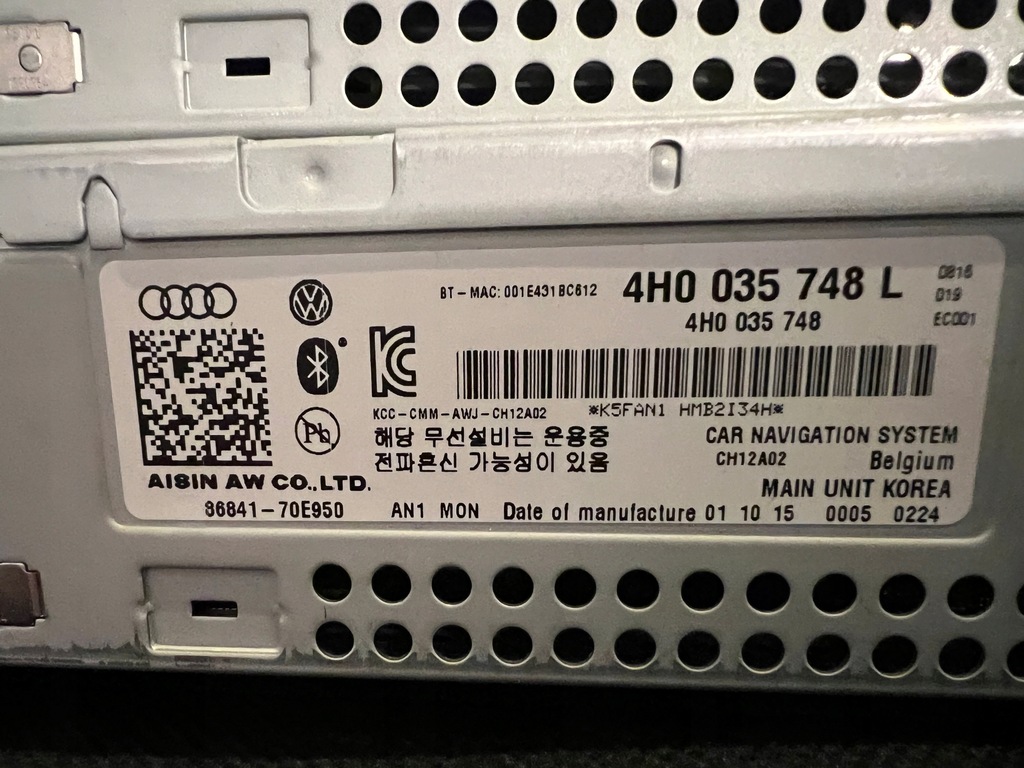 BT-MAC: 001E431BC612
4H0 035 748 L
0816
4H0 035 748
019
EC001
KCC-CMM-AWJ-CH12A02
*K5FAN1 HMB2I34H*
해당 무선설비는 운용중
전파혼신 가능성이 있음
CAR NAVIGATION SYSTEM
CH12A02 Belgium
MAIN UNIT KOREA
Pb
AISIN AW CO.,LTD.
86841-70E950 AN1 MON Date of manufacture 01 10 15 0005 0224